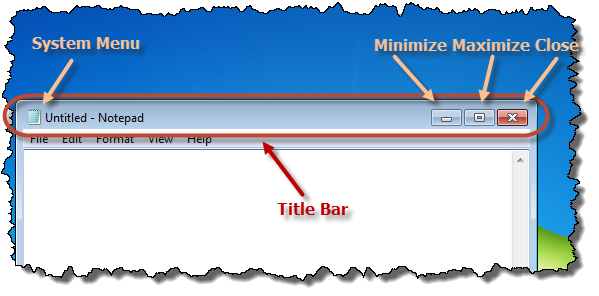 System Menu
Minimize Maximize Close
Untitled - Notepad
File Edit Format View Help
Title Bar